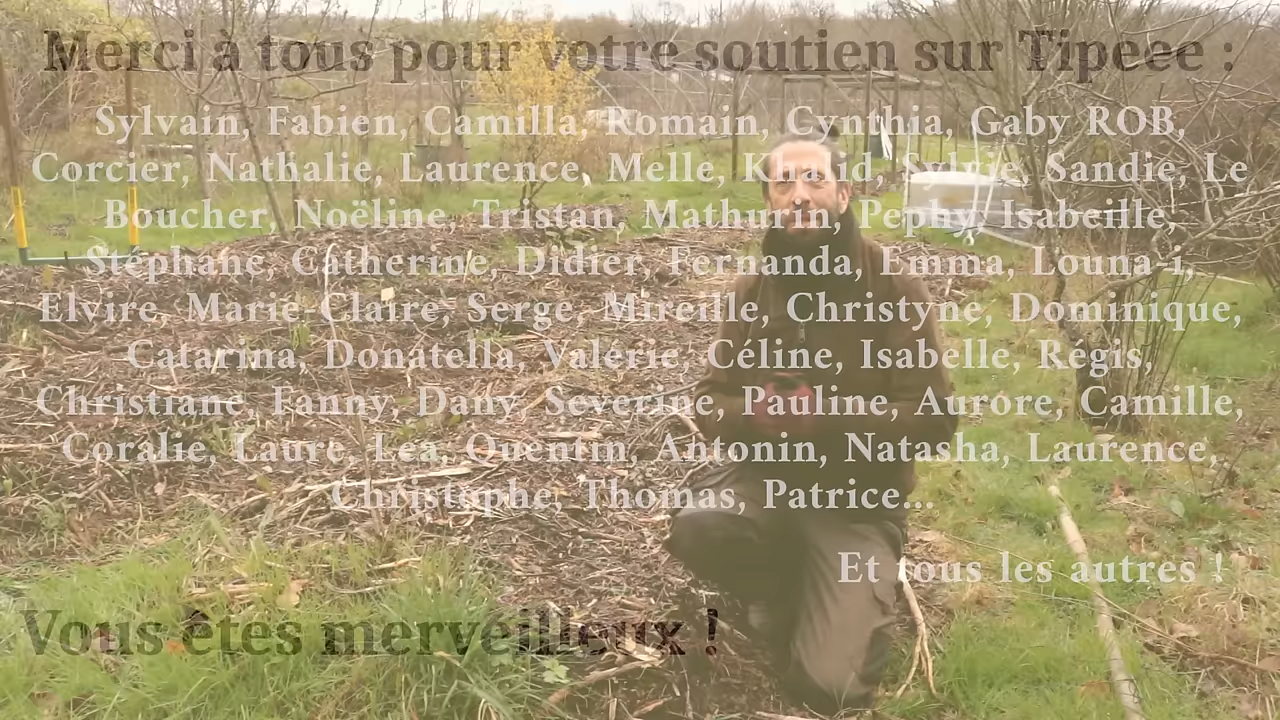 Merci à tous pour votre soutien sur Tipeee :
Sylvain, Fabien, Camilla, Romain, Cynthia, Gaby ROB,
Corcier, Nathalie, Laurence, Melle, Sylvie, Sandie, Le
Boucher, Noëline, Tristan, Mathurin, Pephy, Isabeille,
Stéphane, Catherine, Didier, Fernanda, Emma, Louna-i,
Elvire, Marie-Claire, Serge, Mireille, Christyne, Dominique,
Catarina, Donatella, Valérie, Céline, Isabelle, Régis,
Christiane, Fanny, Dany, Severine, Pauline, Aurore, Camille,
Coralie, Laure, Lea, Quentin, Antonin, Natasha, Laurence,
Christophe, Thomas, Patrice...
Et tous les autres !
Vous êtes merveilleux !